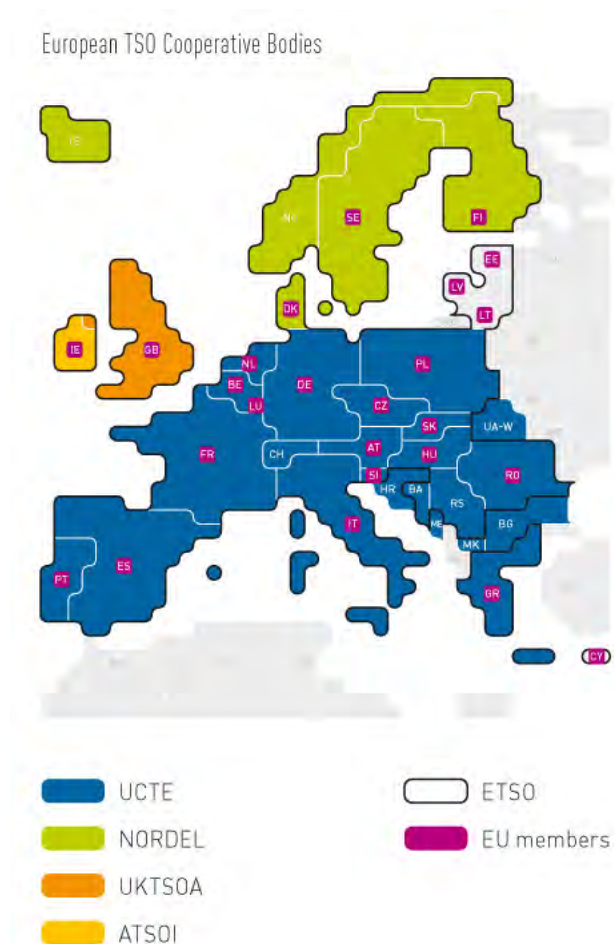 European TSO Cooperative Bodies
IS
NO
SE
FI
EE
LV
LT
DK
IE
GB
NL
BE
LU
DE
PL
CZ
SK
UA-W
FR
CH
AT
HU
SI
RO
HR
BA
RS
IT
ME
BG
MK
PT
ES
GR
CY
UCTE
ETSO
NORDEL
EU members
UKTSOA
ATSOI